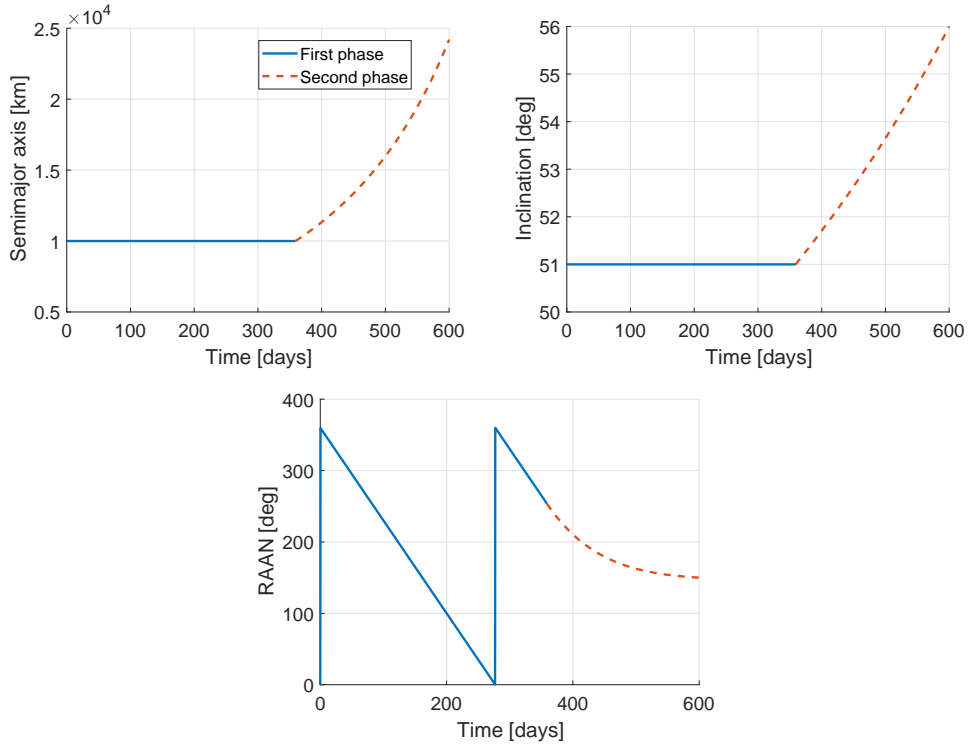 ×10⁴
2.5
2
1.5
1
0.5
0 100 200 300 400 500 600
Time [days]
Semimajor axis [km]
First phase
Second phase
56
55
54
53
52
51
50
0 100 200 300 400 500 600
Time [days]
Inclination [deg]
400
300
200
100
0
0 200 400 600
Time [days]
RAAN [deg]